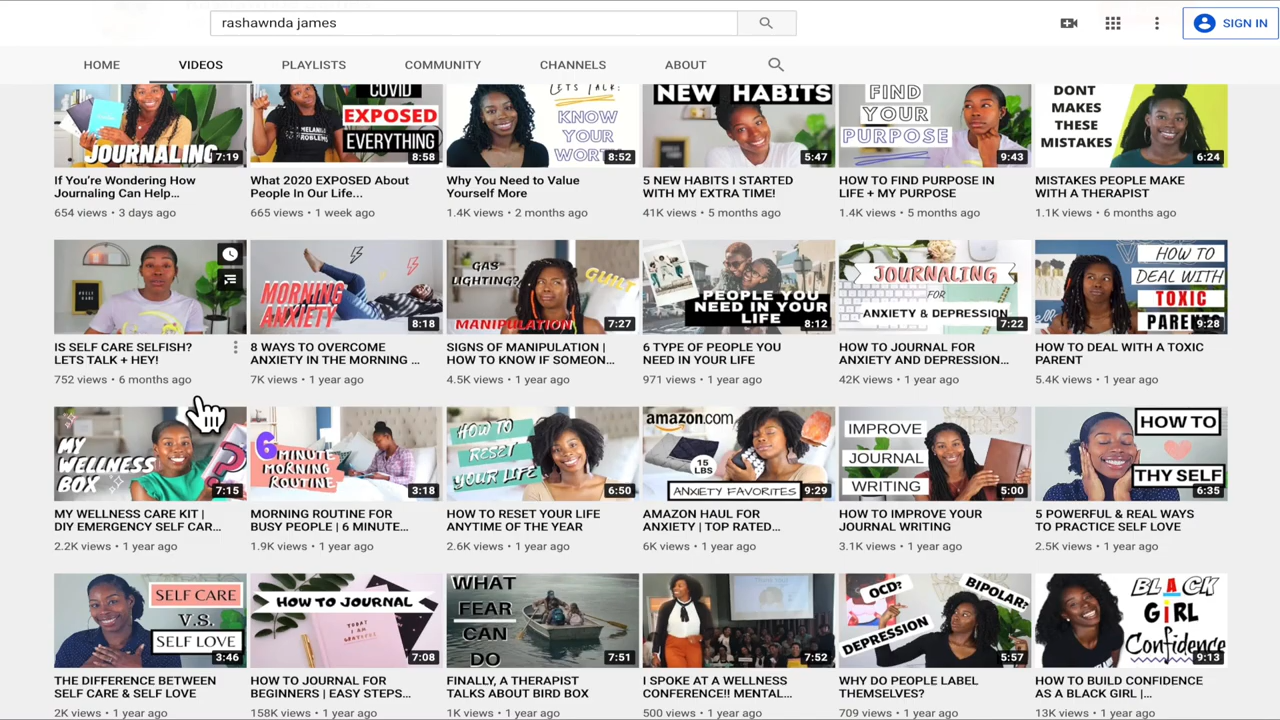 rashawnda james
SIGN IN
HOME
VIDEOS
PLAYLISTS
COMMUNITY
CHANNELS
ABOUT
JOURNALING
7:19
COVID
EXPOSED
EVERYTHING
8:58
LETS TALK:
KNOW
YOUR
WORTH
8:52
NEW HABITS
5:47
FIND
YOUR
PURPOSE
9:43
DONT
MAKES
THESE
MISTAKES
6:24
If You're Wondering How
Journaling Can Help...
654 views • 3 days ago
What 2020 EXPOSED About
People In Our Life...
665 views • 1 week ago
Why You Need to Value
Yourself More
1.4K views • 2 months ago
5 NEW HABITS I STARTED
WITH MY EXTRA TIME!
41K views • 5 months ago
HOW TO FIND PURPOSE IN
LIFE + MY PURPOSE
1.4K views • 5 months ago
MISTAKES PEOPLE MAKE
WITH A THERAPIST
1.1K views • 6 months ago
MORNING
ANXIETY
8:18
GAS
LIGHTING?
GUILT
MANIPULATION
7:27
PEOPLE YOU
NEED IN YOUR
LIFE
8:12
JOURNALING
FOR
ANXIETY & DEPRESSION
7:22
HOW TO
DEAL WITH
TOXIC
PARENT
9:28
IS SELF CARE SELFISH?
LETS TALK + HEY!
752 views • 6 months ago
8 WAYS TO OVERCOME
ANXIETY IN THE MORNING ...
7K views • 1 year ago
SIGNS OF MANIPULATION |
HOW TO KNOW IF SOMEON...
4.5K views • 1 year ago
6 TYPE OF PEOPLE YOU
NEED IN YOUR LIFE
971 views • 1 year ago
HOW TO JOURNAL FOR
ANXIETY AND DEPRESSION...
42K views • 1 year ago
HOW TO DEAL WITH A TOXIC
PARENT
5.4K views • 1 year ago
MY
WELLNESS
BOX
?
7:15
6
MINUTE
MORNING
ROUTINE
3:18
HOW TO
RESET
YOUR LIFE
6:50
amazon.com
15
LBS
ANXIETY FAVORITES
9:29
IMPROVE
JOURNAL
WRITING
5:00
HOW TO
THY SELF
6:35
MY WELLNESS CARE KIT |
DIY EMERGENCY SELF CAR...
2.2K views • 1 year ago
MORNING ROUTINE FOR
BUSY PEOPLE | 6 MINUTE...
1.9K views • 1 year ago
HOW TO RESET YOUR LIFE
ANYTIME OF THE YEAR
2.6K views • 1 year ago
AMAZON HAUL FOR
ANXIETY | TOP RATED...
6K views • 1 year ago
HOW TO IMPROVE YOUR
JOURNAL WRITING
3.1K views • 1 year ago
5 POWERFUL & REAL WAYS
TO PRACTICE SELF LOVE
2.5K views • 1 year ago
SELF CARE
V.S.
SELF LOVE
3:46
HOW TO JOURNAL
TODAY
I AM
GRATEFUL
7:08
WHAT
FEAR
CAN
DO
7:51
Thank You!
7:52
OCD?
BIPOLAR?
DEPRESSION
5:57
BLACK
GIRL
Confidence
9:13
THE DIFFERENCE BETWEEN
SELF CARE & SELF LOVE
2K views • 1 year ago
HOW TO JOURNAL FOR
BEGINNERS | EASY STEPS...
158K views • 1 year ago
FINALLY, A THERAPIST
TALKS ABOUT BIRD BOX
1K views • 1 year ago
I SPOKE AT A WELLNESS
CONFERENCE!! MENTAL...
500 views • 1 year ago
WHY DO PEOPLE LABEL
THEMSELVES?
709 views • 1 year ago
HOW TO BUILD CONFIDENCE
AS A BLACK GIRL |...
13K views • 1 year ago